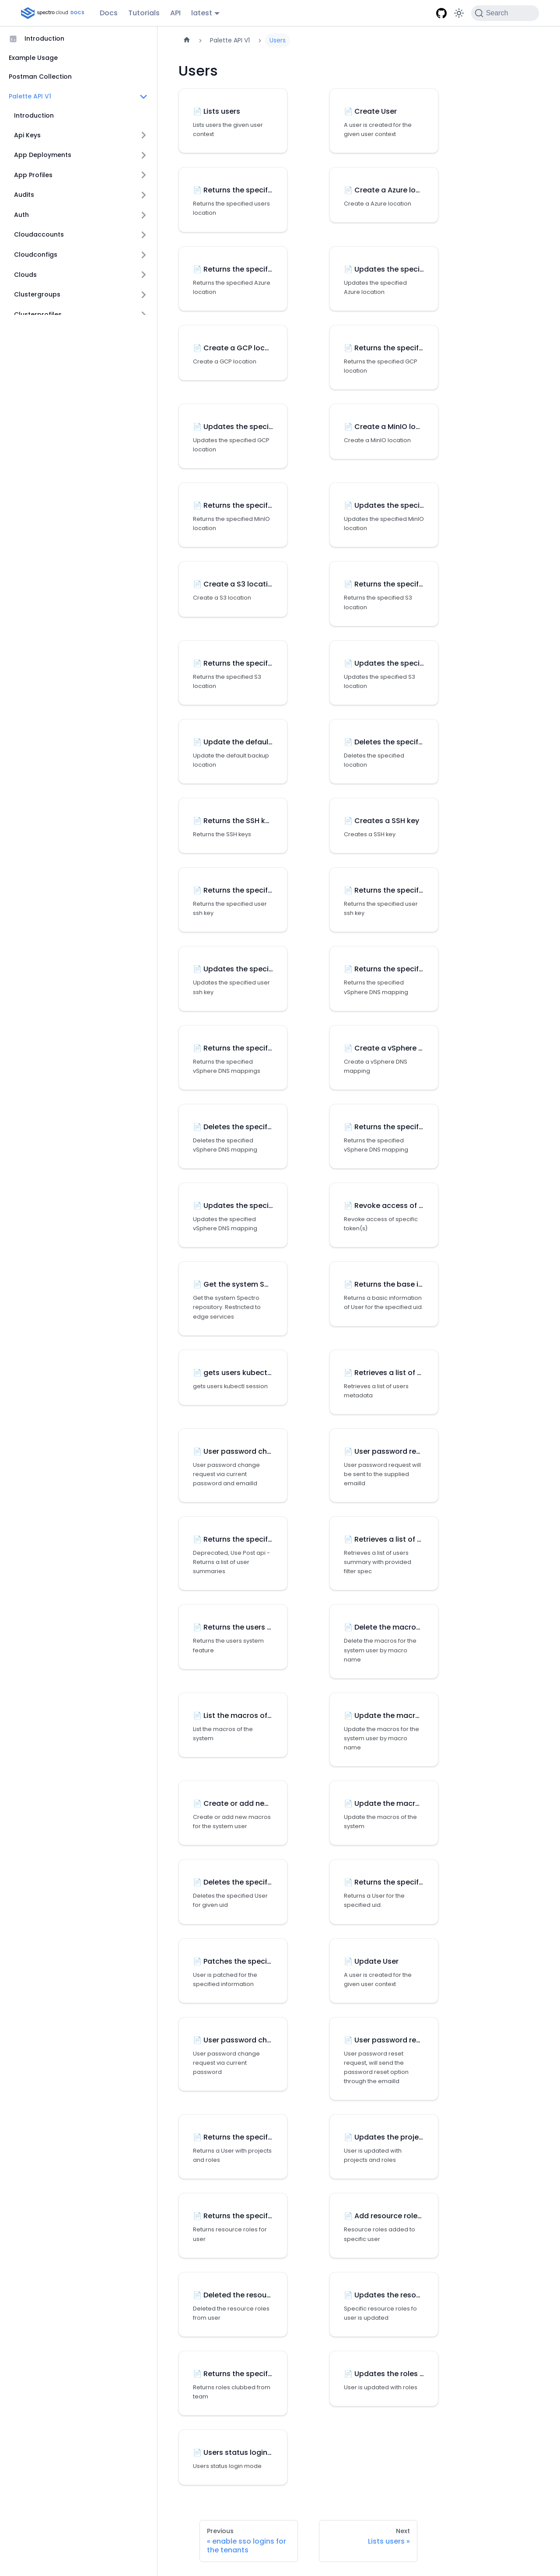 spectro cloud DOCS
Docs
Tutorials
API
latest
Search
Introduction
Example Usage
Postman Collection
Palette API V1
Introduction
Api Keys
App Deployments
App Profiles
Audits
Auth
Cloudaccounts
Cloudconfigs
Clouds
Clustergroups
Clusterprofiles
Palette API V1
Users
Users
Lists users
Lists users the given user
context
Create User
A user is created for the
given user context
Returns the specif...
Returns the specified users
location
Create a Azure lo...
Create a Azure location
Returns the specif...
Returns the specified Azure
location
Updates the speci...
Updates the specified
Azure location
Create a GCP loc...
Create a GCP location
Returns the specif...
Returns the specified GCP
location
Updates the speci...
Updates the specified GCP
location
Create a MinIO lo...
Create a MinIO location
Returns the specif...
Returns the specified MinIO
location
Updates the speci...
Updates the specified MinIO
location
Create a S3 locati...
Create a S3 location
Returns the specif...
Returns the specified S3
location
Returns the specif...
Returns the specified S3
location
Updates the speci...
Updates the specified S3
location
Update the defaul...
Update the default backup
location
Deletes the specif...
Deletes the specified
location
Returns the SSH k...
Returns the SSH keys
Creates a SSH key
Creates a SSH key
Returns the specif...
Returns the specified user
ssh key
Returns the specif...
Returns the specified user
ssh key
Updates the speci...
Updates the specified user
ssh key
Returns the specif...
Returns the specified
vSphere DNS mapping
Returns the specif...
Returns the specified
vSphere DNS mappings
Create a vSphere ...
Create a vSphere DNS
mapping
Deletes the specif...
Deletes the specified
vSphere DNS mapping
Returns the specif...
Returns the specified
vSphere DNS mapping
Updates the speci...
Updates the specified
vSphere DNS mapping
Revoke access of ...
Revoke access of specific
token(s)
Get the system S...
Get the system Spectro
repository. Restricted to
edge services
Returns the base i...
Returns a basic information
of User for the specified uid
gets users kubect...
gets users kubectl session
Retrieves a list of ...
Retrieves a list of users
metadata
User password ch...
User password change
request via current
password and emailId
User password re...
User password request will
be sent to the supplied
emailId
Returns the specif...
Deprecated, Use Post api -
Returns a list of user
summaries
Retrieves a list of ...
Retrieves a list of users
summary with provided
filter spec
Returns the users ...
Returns the users system
feature
Delete the macro...
Delete the macros for the
system user by macro
name
List the macros of...
List the macros of the
system
Update the macr...
Update the macros for the
system user by macro
name
Create or add ne...
Create or add new macros
for the system user
Update the macr...
Update the macros of the
system
Deletes the specif...
Deletes the specified User
for given uid
Returns the specif...
Returns a User for the
specified uid
Patches the speci...
User is patched for the
specified information
Update User
A user is created for the
given user context
User password ch...
User password change
request via current
password
User password re...
User password reset
request, will send the
password reset option
through the emailId
Returns the specif...
Returns a User with projects
and roles
Updates the proje...
User is updated with
projects and roles
Returns the specif...
Returns resource roles for
user
Add resource role...
Resource roles added to
specific user
Deleted the resou...
Deleted the resource roles
from user
Updates the reso...
Specific resource roles fo
user is updated
Returns the specif...
Returns roles clubbed from
team
Updates the roles ...
User is updated with roles
Users status login...
Users status login mode
Previous
« enable sso logins for
the tenants
Next
Lists users »